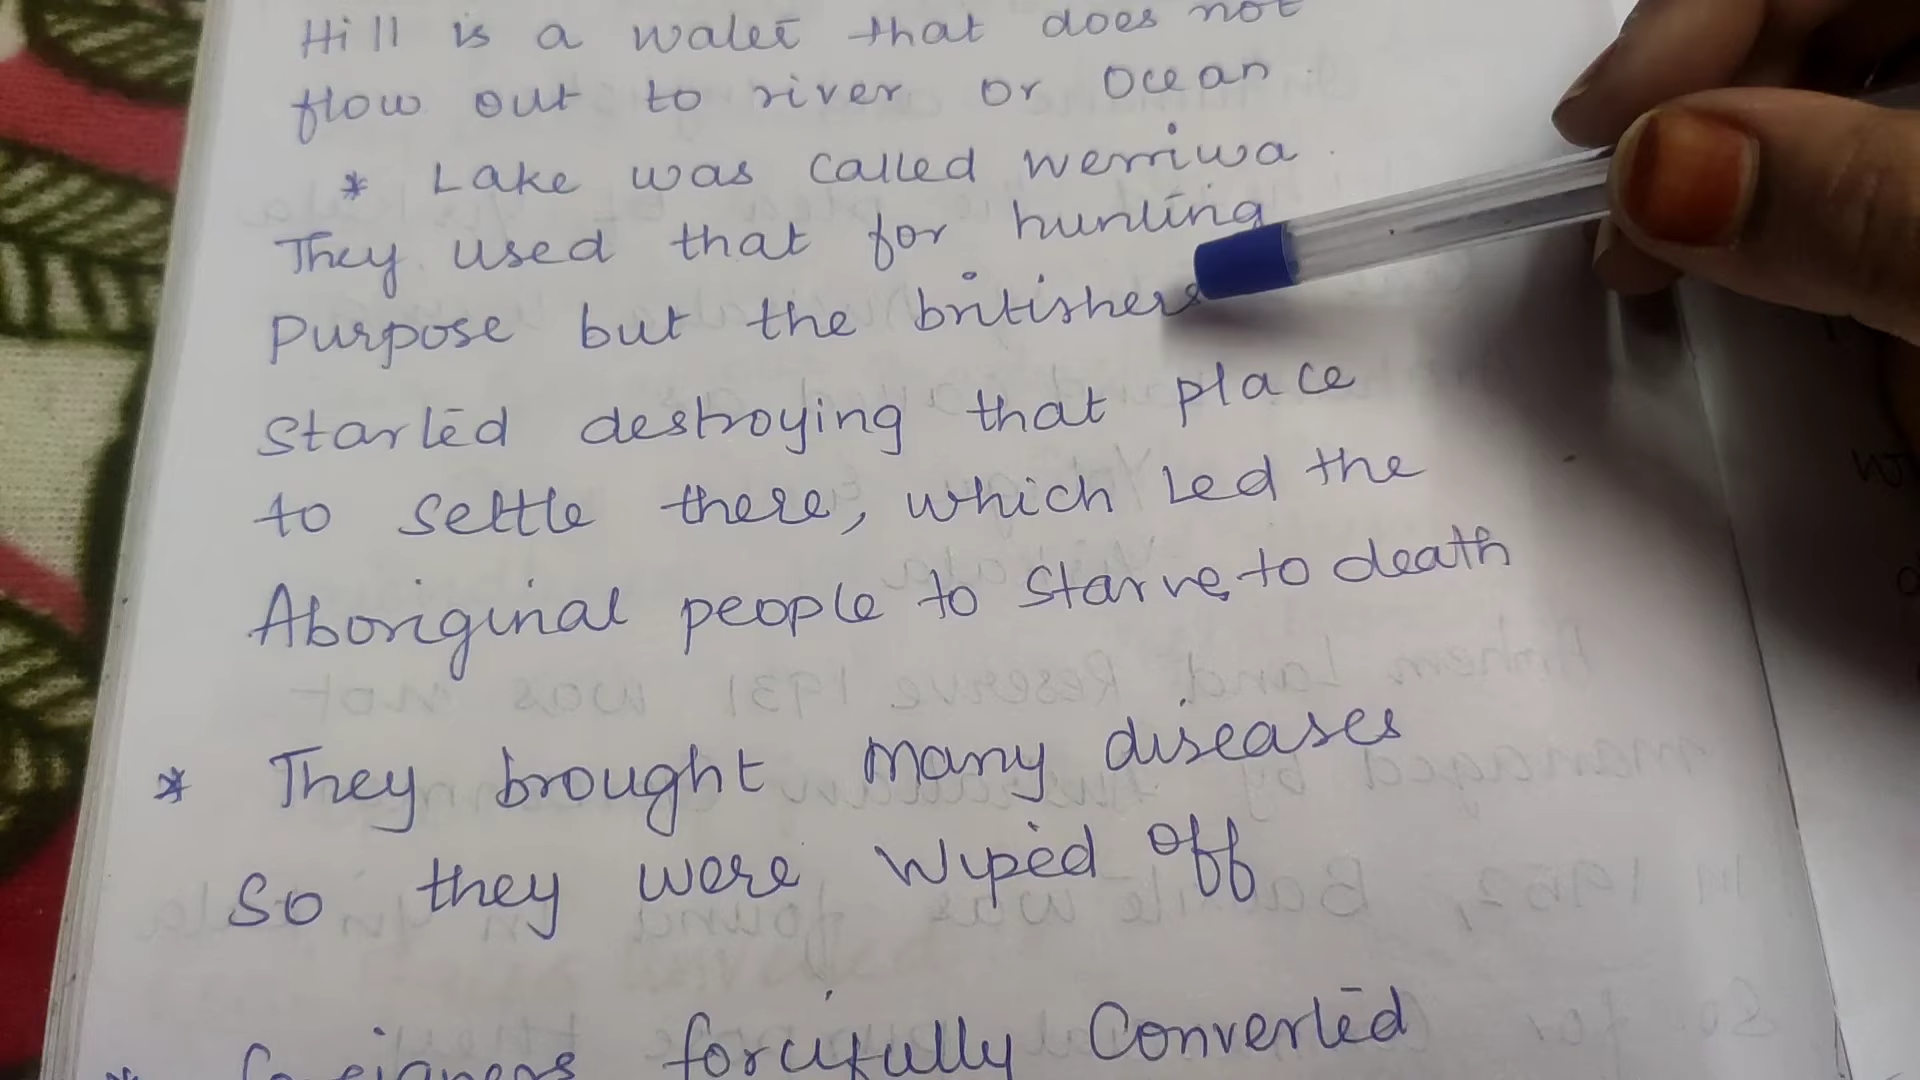 Hill is a water that does not
flow out to river or ocean
* Lake was called werriwa
They used that for hunting
purpose but the britishers
started destroying that place
to settle there, which led the
Aboriginal people to starve to death
* They brought many diseases
So they were wiped off
* foreigners forcifully converted